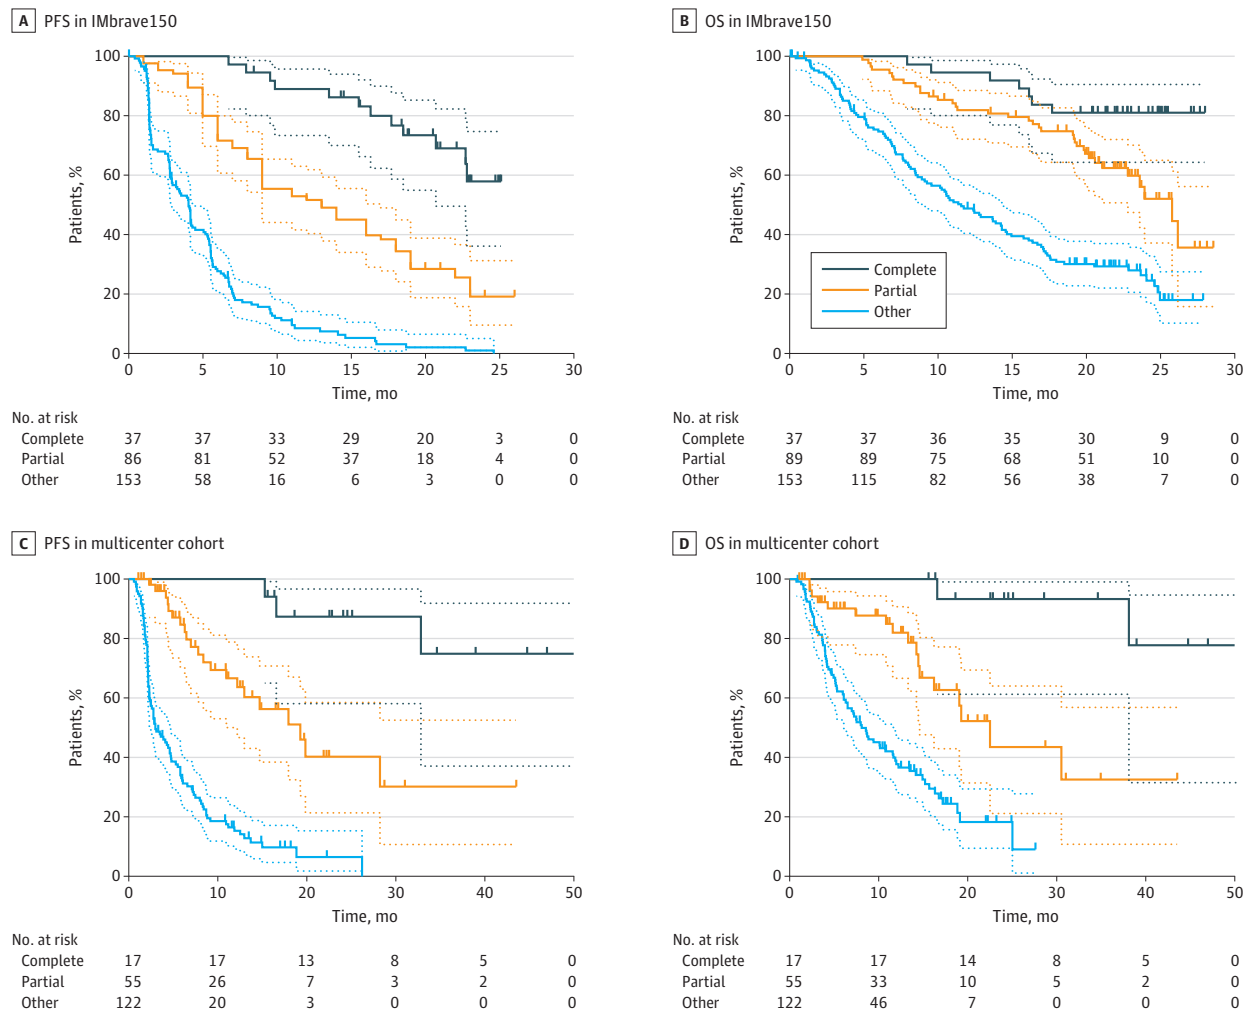 A PFS in IMbrave150
100
80
60
40
20
0
Patients, %
0 5 10 15 20 25 30
Time, mo
No. at risk
Complete 37 37 33 29 20 3 0
Partial 86 81 52 37 18 4 0
Other 153 58 16 6 3 0 0
B OS in IMbrave150
100
80
60
40
20
0
Patients, %
Complete
Partial
Other
0 5 10 15 20 25 30
Time, mo
No. at risk
Complete 37 37 36 35 30 9 0
Partial 89 89 75 68 51 10 0
Other 153 115 82 56 38 7 0
C PFS in multicenter cohort
100
80
60
40
20
0
Patients, %
0 10 20 30 40 50
Time, mo
No. at risk
Complete 17 17 13 8 5 0
Partial 55 26 7 3 2 0
Other 122 20 3 0 0 0
D OS in multicenter cohort
100
80
60
40
20
0
Patients, %
0 10 20 30 40 50
Time, mo
No. at risk
Complete 17 17 14 8 5 0
Partial 55 33 10 5 2 0
Other 122 46 7 0 0 0